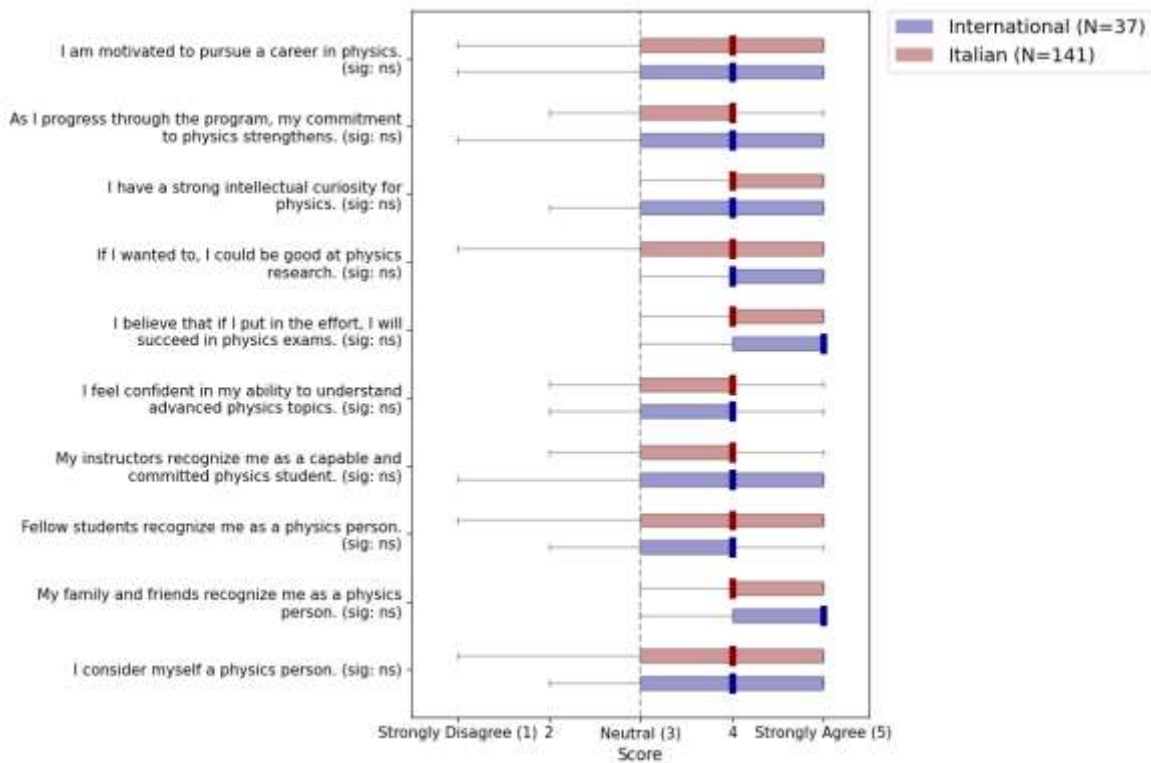 I am motivated to pursue a career in physics.
(sig: ns)
As I progress through the program, my commitment
to physics strengthens. (sig: ns)
I have a strong intellectual curiosity for
physics. (sig: ns)
If I wanted to, I could be good at physics
research. (sig: ns)
I believe that if I put in the effort, I will
succeed in physics exams. (sig: ns)
I feel confident in my ability to understand
advanced physics topics. (sig: ns)
My instructors recognize me as a capable and
committed physics student. (sig: ns)
Fellow students recognize me as a physics person.
(sig: ns)
My family and friends recognize me as a physics
person. (sig: ns)
I consider myself a physics person. (sig: ns)
Strongly Disagree (1) 2 Neutral (3) 4 Strongly Agree (5)
Score
International (N=37)
Italian (N=141)